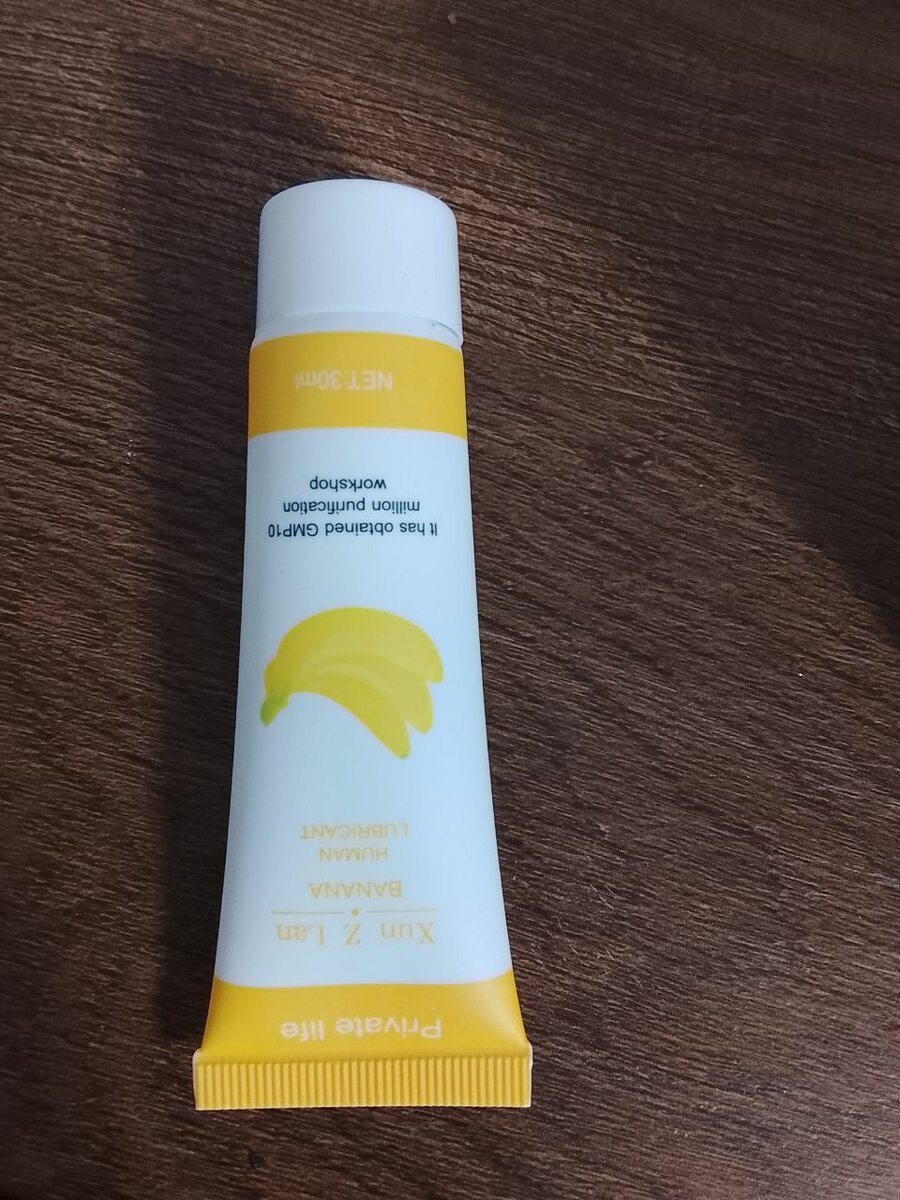 Private life
Xun Z Lan
BANANA
HUMAN
LUBRICANT
It has obtained GMP10
million purification
workshop
NET:30ml